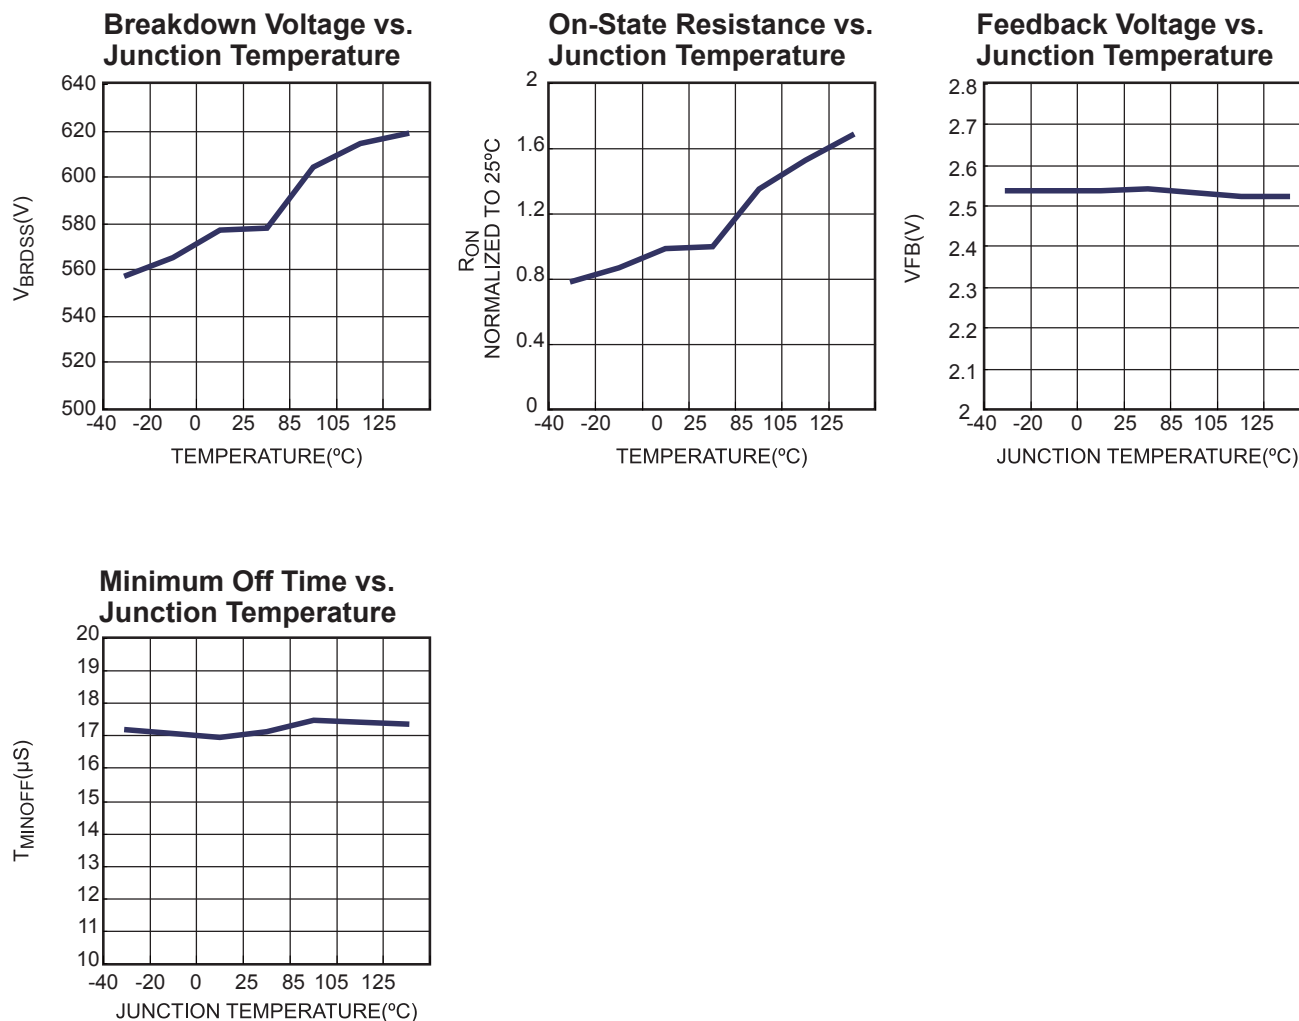 Breakdown Voltage vs.
Junction Temperature
640
620
600
580
560
540
520
500
VBRDSS(V)
-40 -20 0 25 85 105 125
TEMPERATURE(ºC)
On-State Resistance vs.
Junction Temperature
2
1.6
1.2
0.8
0.4
0
RON
NORMALIZED TO 25ºC
-40 -20 0 25 85 105 125
TEMPERATURE(ºC)
Feedback Voltage vs.
Junction Temperature
2.8
2.7
2.6
2.5
2.4
2.3
2.2
2.1
2
VFB(V)
-40 -20 0 25 85 105 125
JUNCTION TEMPERATURE(ºC)
Minimum Off Time vs.
Junction Temperature
20
19
18
17
16
15
14
13
12
11
10
TMINOFF(µS)
-40 -20 0 25 85 105 125
JUNCTION TEMPERATURE(ºC)